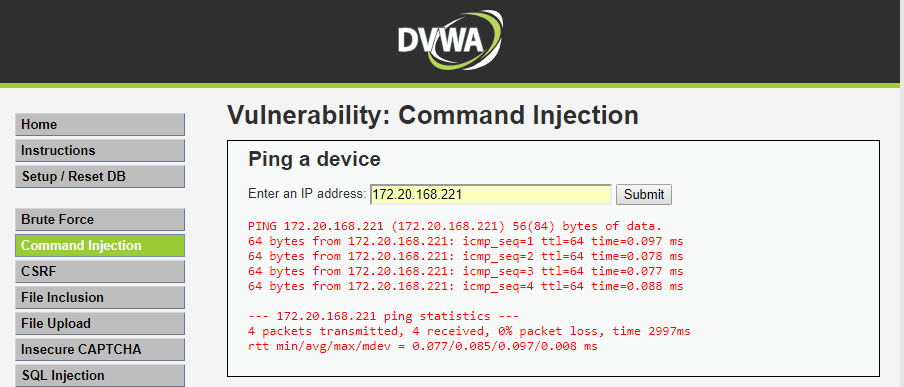 DVWA
Vulnerability: Command Injection
Home
Instructions
Setup / Reset DB
Brute Force
Command Injection
CSRF
File Inclusion
File Upload
Insecure CAPTCHA
SQL Injection
Ping a device
Enter an IP address: 172.20.168.221 Submit
PING 172.20.168.221 (172.20.168.221) 56(84) bytes of data.
64 bytes from 172.20.168.221: icmp_seq=1 ttl=64 time=0.097 ms
64 bytes from 172.20.168.221: icmp_seq=2 ttl=64 time=0.078 ms
64 bytes from 172.20.168.221: icmp_seq=3 ttl=64 time=0.077 ms
64 bytes from 172.20.168.221: icmp_seq=4 ttl=64 time=0.088 ms
--- 172.20.168.221 ping statistics ---
4 packets transmitted, 4 received, 0% packet loss, time 2997ms
rtt min/avg/max/mdev = 0.077/0.085/0.097/0.008 ms